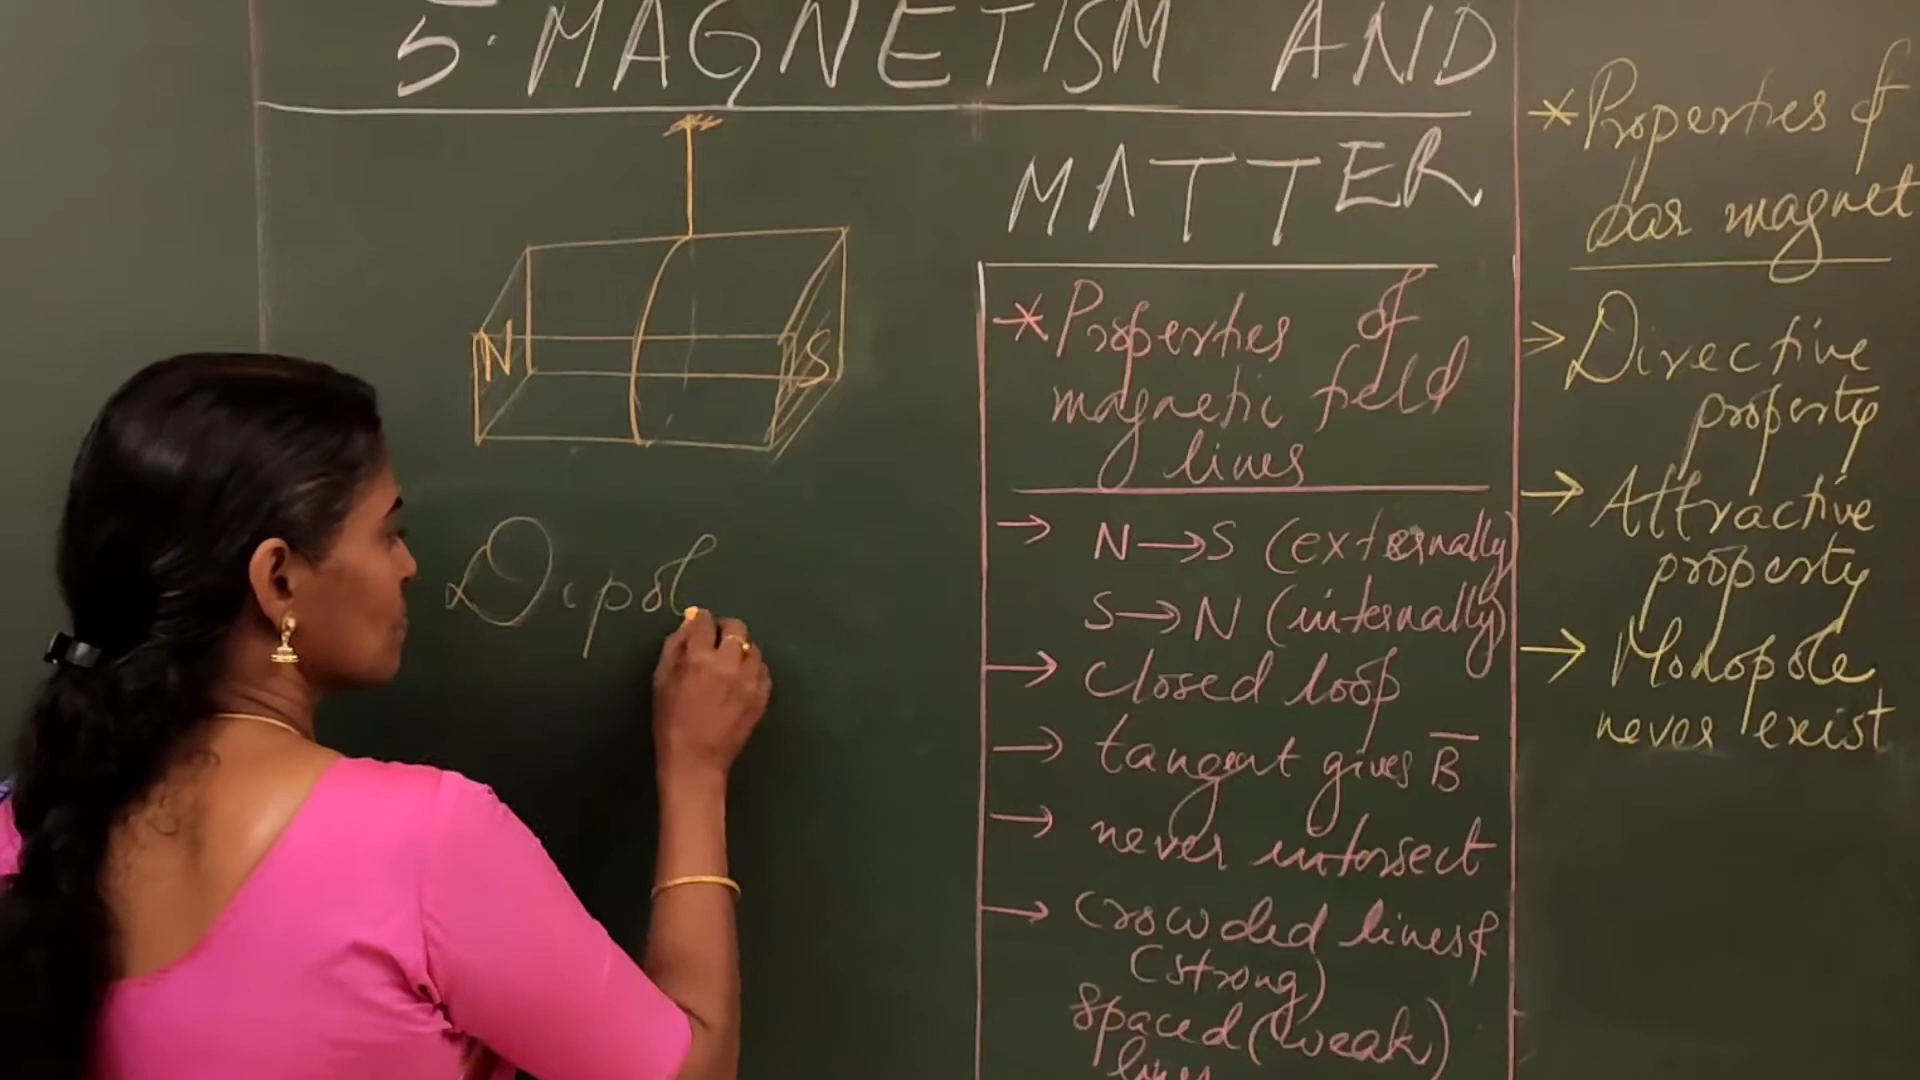 5. MAGNETISM AND
MATTER
N
S
Dipol
* Properties of
magnetic field
lines
→ N→S (externally)
S→N (internally)
→ closed loop
→ tangent gives B̅
→ never intersect
→ crowded lines &
(strong)
spaced (weak)
lines
* Properties of
bar magnet
→ Directive
property
→ Attractive
property
→ Monopole
never exist